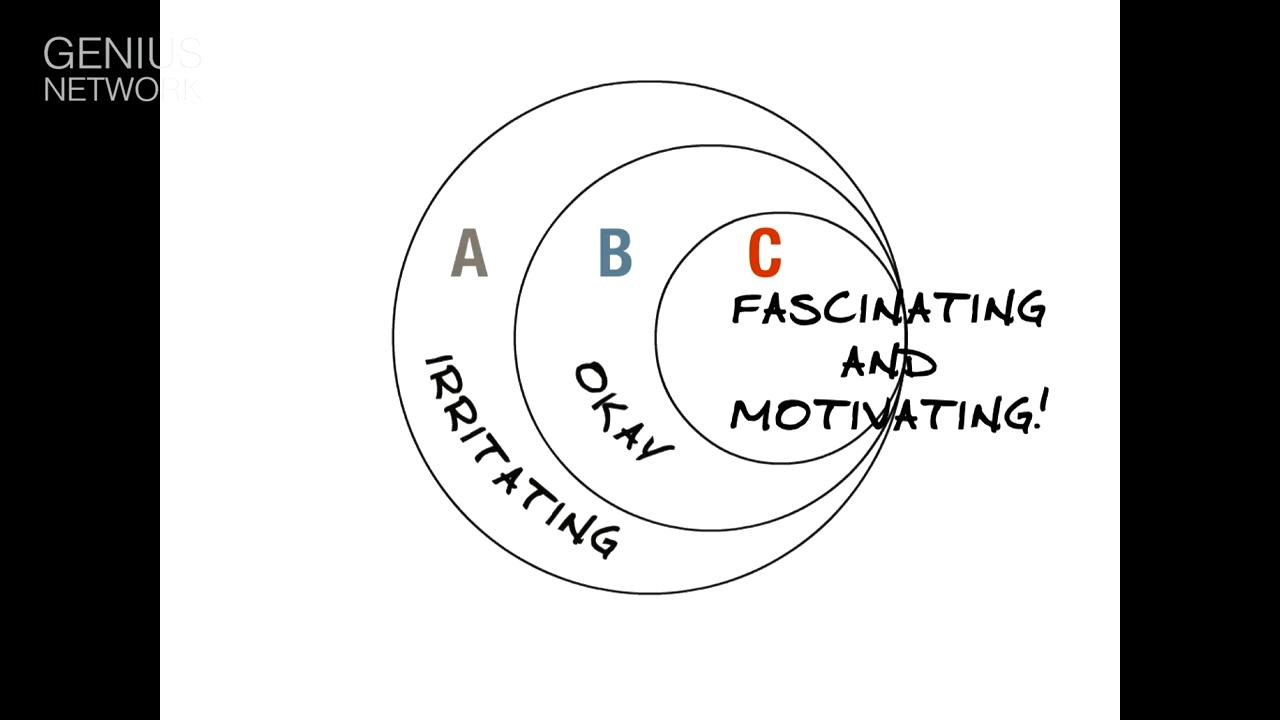 GENIUS
NETWORK
A
B
C
FASCINATING
AND
MOTIVATING!
OKAY
IRRITATING